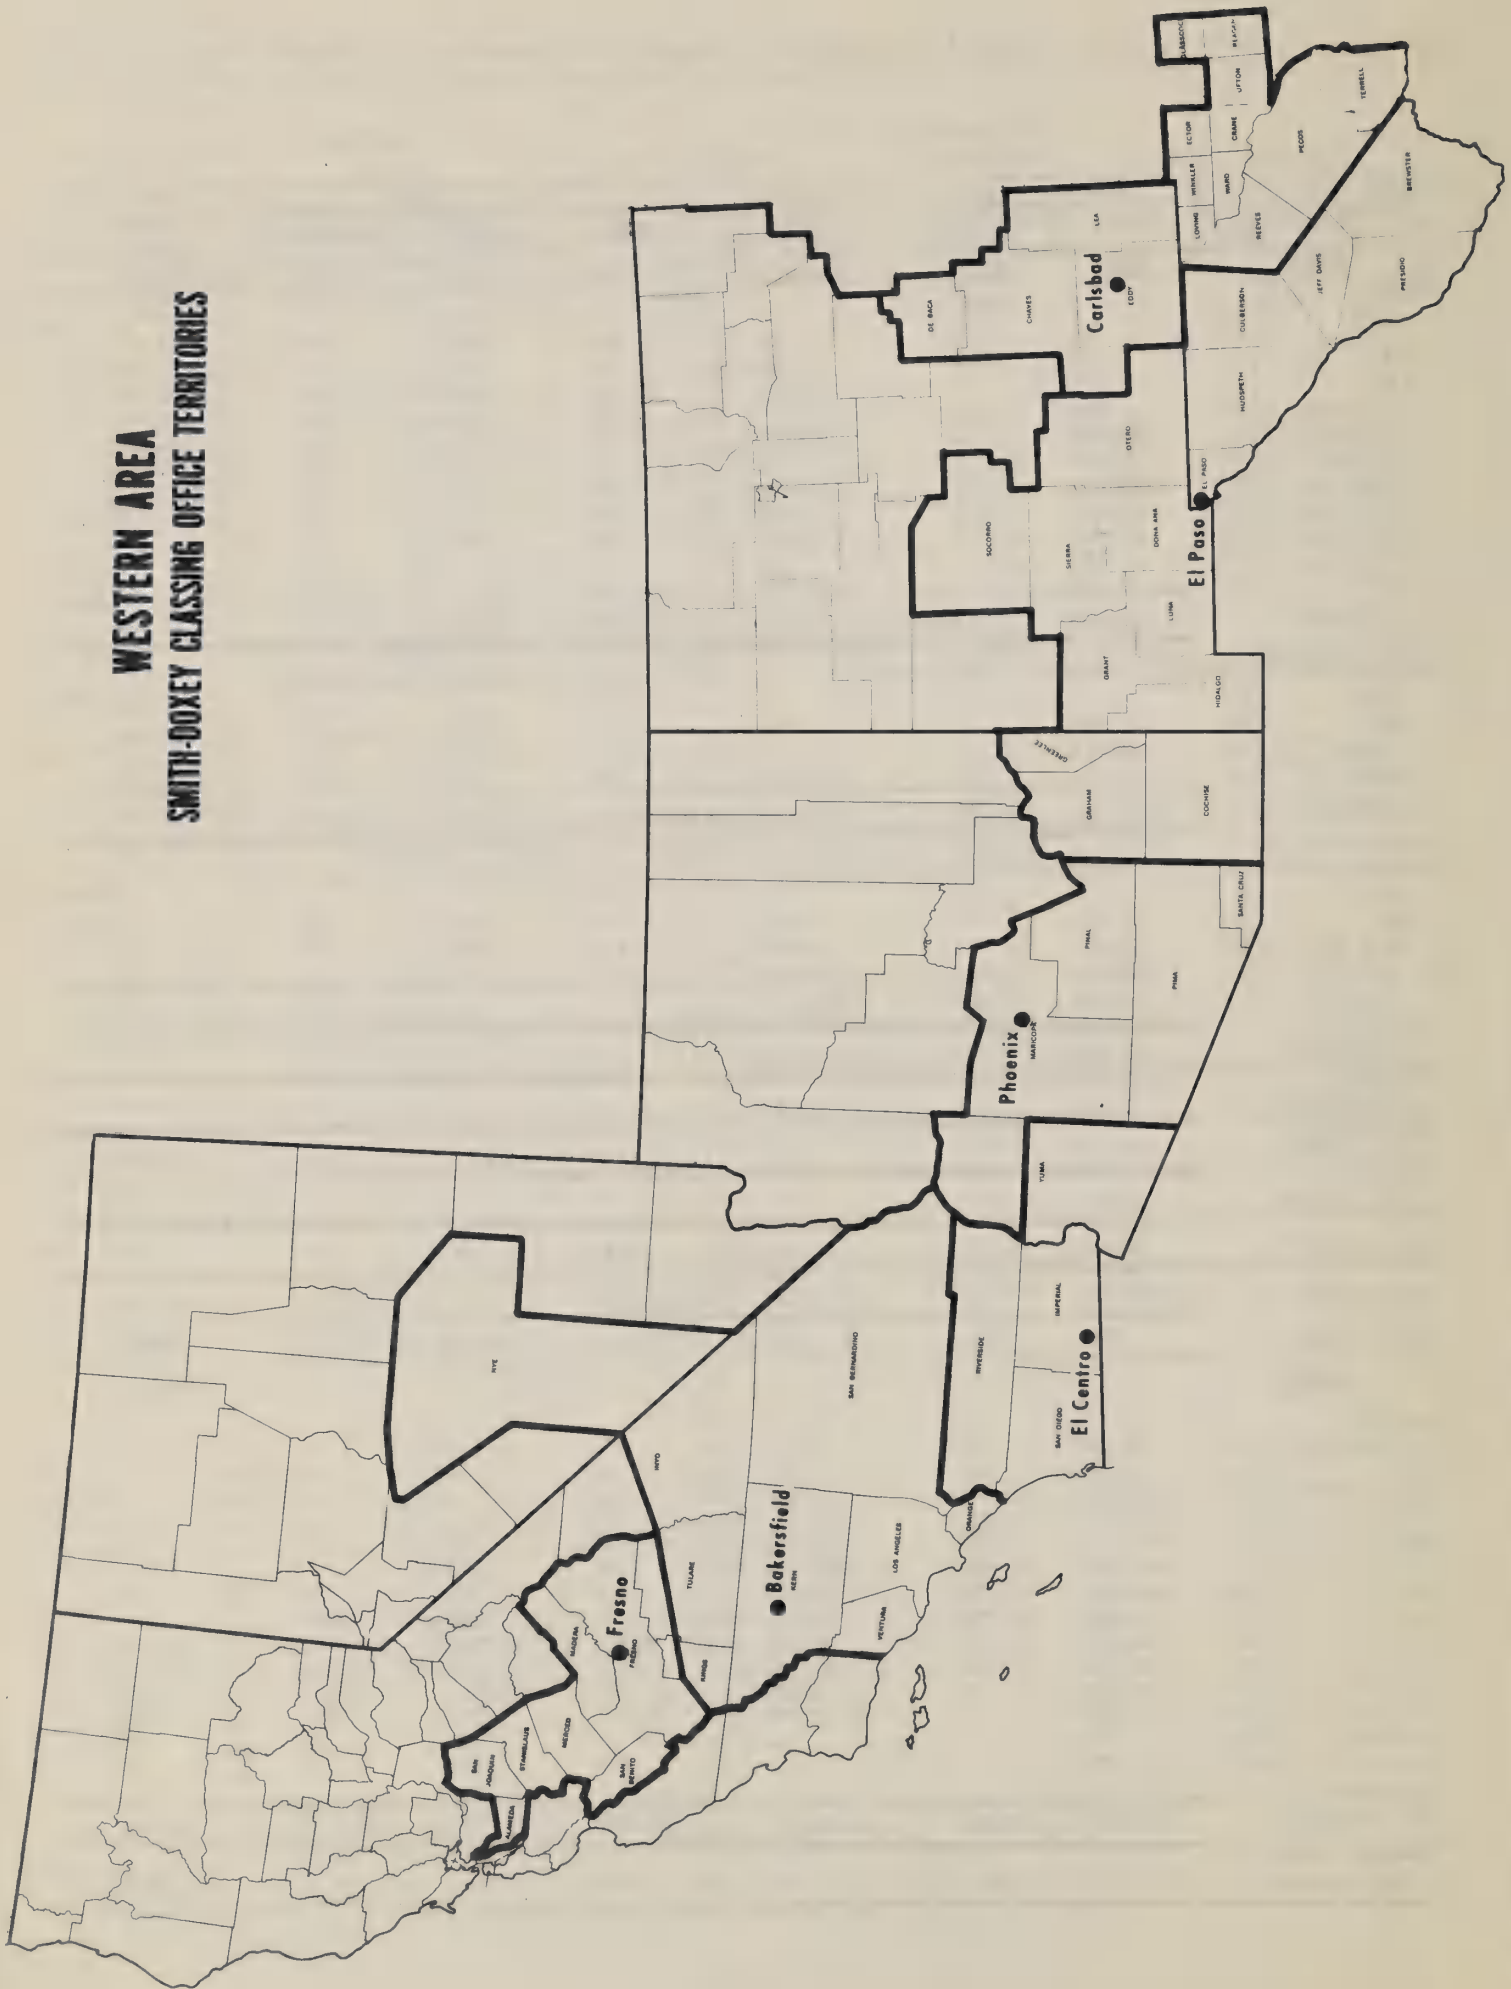 WESTERN AREA
SMITH-DOXEY CLASSING OFFICE TERRITORIES
NYE
SAN
JOAQUIN
ALAMEDA
STANISLAUS
MERCED
SAN
BENITO
MADERA
Fresno
FRESNO
KINGS
TULARE
INYO
Bakersfield
KERN
SAN BERNARDINO
VENTURA
LOS ANGELES
ORANGE
RIVERSIDE
SAN DIEGO
El Centro
IMPERIAL
YUMA
Phoenix
MARICOPA
PINAL
PIMA
SANTA CRUZ
GREENLEE
GRAHAM
COCHISE
SOCORRO
SIERRA
GRANT
LUNA
HIDALGO
DONA ANA
OTERO
El Paso
EL PASO
DE BACA
CHAVES
LEA
Carlsbad
EDDY
HUDSPETH
CULBERSON
JEFF DAVIS
PRESIDIO
BREWSTER
LOVING
WINKLER
ECTOR
REEVES
WARD
CRANE
UPTON
GLASSCOCK
REAGAN
PECOS
TERRELL